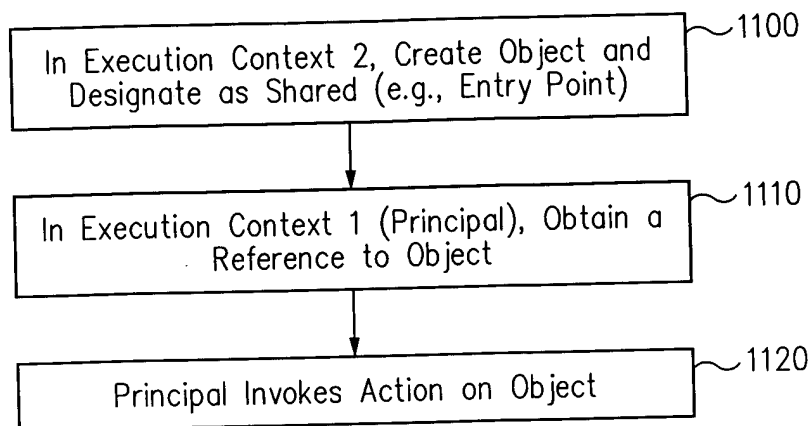 1100
In Execution Context 2, Create Object and
Designate as Shared (e.g., Entry Point)
1110
In Execution Context 1 (Principal), Obtain a
Reference to Object
1120
Principal Invokes Action on Object